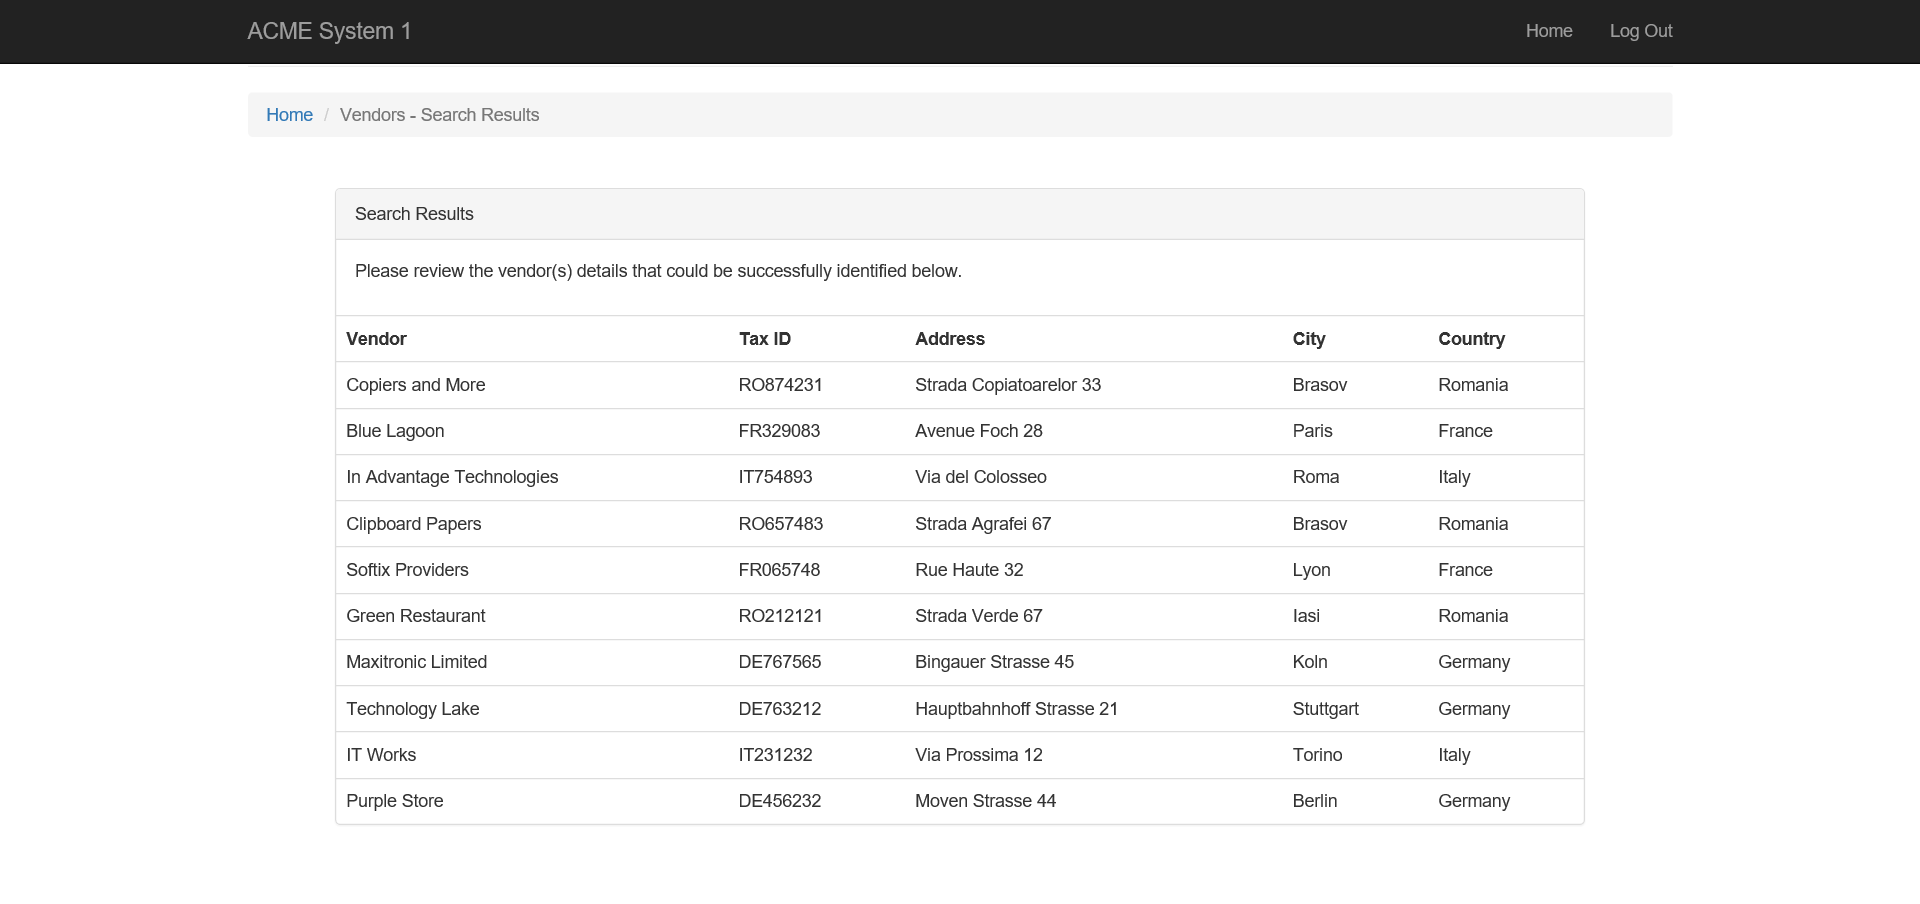 ACME System 1 Home Log Out
Home / Vendors - Search Results
Search Results
Please review the vendor(s) details that could be successfully identified below.
Vendor Tax ID Address City Country
Copiers and More RO874231 Strada Copiatoarelor 33 Brasov Romania
Blue Lagoon FR329083 Avenue Foch 28 Paris France
In Advantage Technologies IT754893 Via del Colosseo Roma Italy
Clipboard Papers RO657483 Strada Agrafei 67 Brasov Romania
Softix Providers FR065748 Rue Haute 32 Lyon France
Green Restaurant RO212121 Strada Verde 67 Iasi Romania
Maxitronic Limited DE767565 Bingauer Strasse 45 Koln Germany
Technology Lake DE763212 Hauptbahnhoff Strasse 21 Stuttgart Germany
IT Works IT231232 Via Prossima 12 Torino Italy
Purple Store DE456232 Moven Strasse 44 Berlin Germany